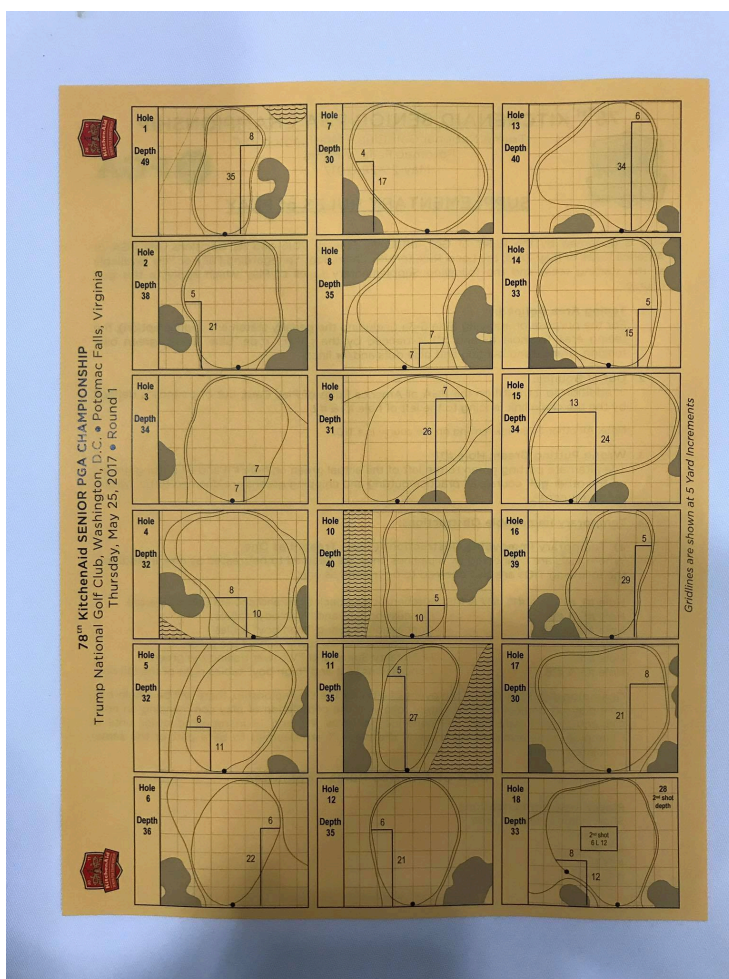 78th KitchenAid SENIOR PGA CHAMPIONSHIP
Trump National Golf Club, Washington, D.C. • Potomac Falls, Virginia
Thursday, May 25, 2017 • Round 1
KitchenAid
Hole
1
Depth
49
8
35
Hole
2
Depth
38
5
21
Hole
3
Depth
34
7
7
Hole
4
Depth
32
8
10
Hole
5
Depth
32
6
11
Hole
6
Depth
36
6
22
Hole
7
Depth
30
4
17
Hole
8
Depth
35
7
7
Hole
9
Depth
31
7
26
Hole
10
Depth
40
5
10
Hole
11
Depth
35
5
27
Hole
12
Depth
35
6
21
Hole
13
Depth
40
6
34
Hole
14
Depth
33
5
15
Hole
15
Depth
34
13
24
Hole
16
Depth
39
5
29
Hole
17
Depth
30
8
21
Hole
18
Depth
33
28
2nd shot
depth
2nd shot
6 L 12
8
12
Gridlines are shown at 5 Yard Increments
KitchenAid